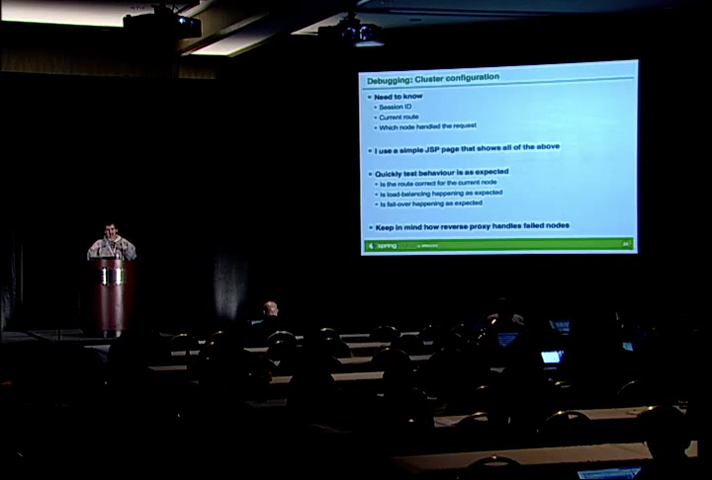 Debugging: Cluster configuration
Need to know
Session ID
Current route
Which node handled the request
I use a simple JSP page that shows all of the above
Quickly test behaviour is as expected
Is the route correct for the current node
Is load-balancing happening as expected
Is fail-over happening as expected
Keep in mind how reverse proxy handles failed nodes
spring